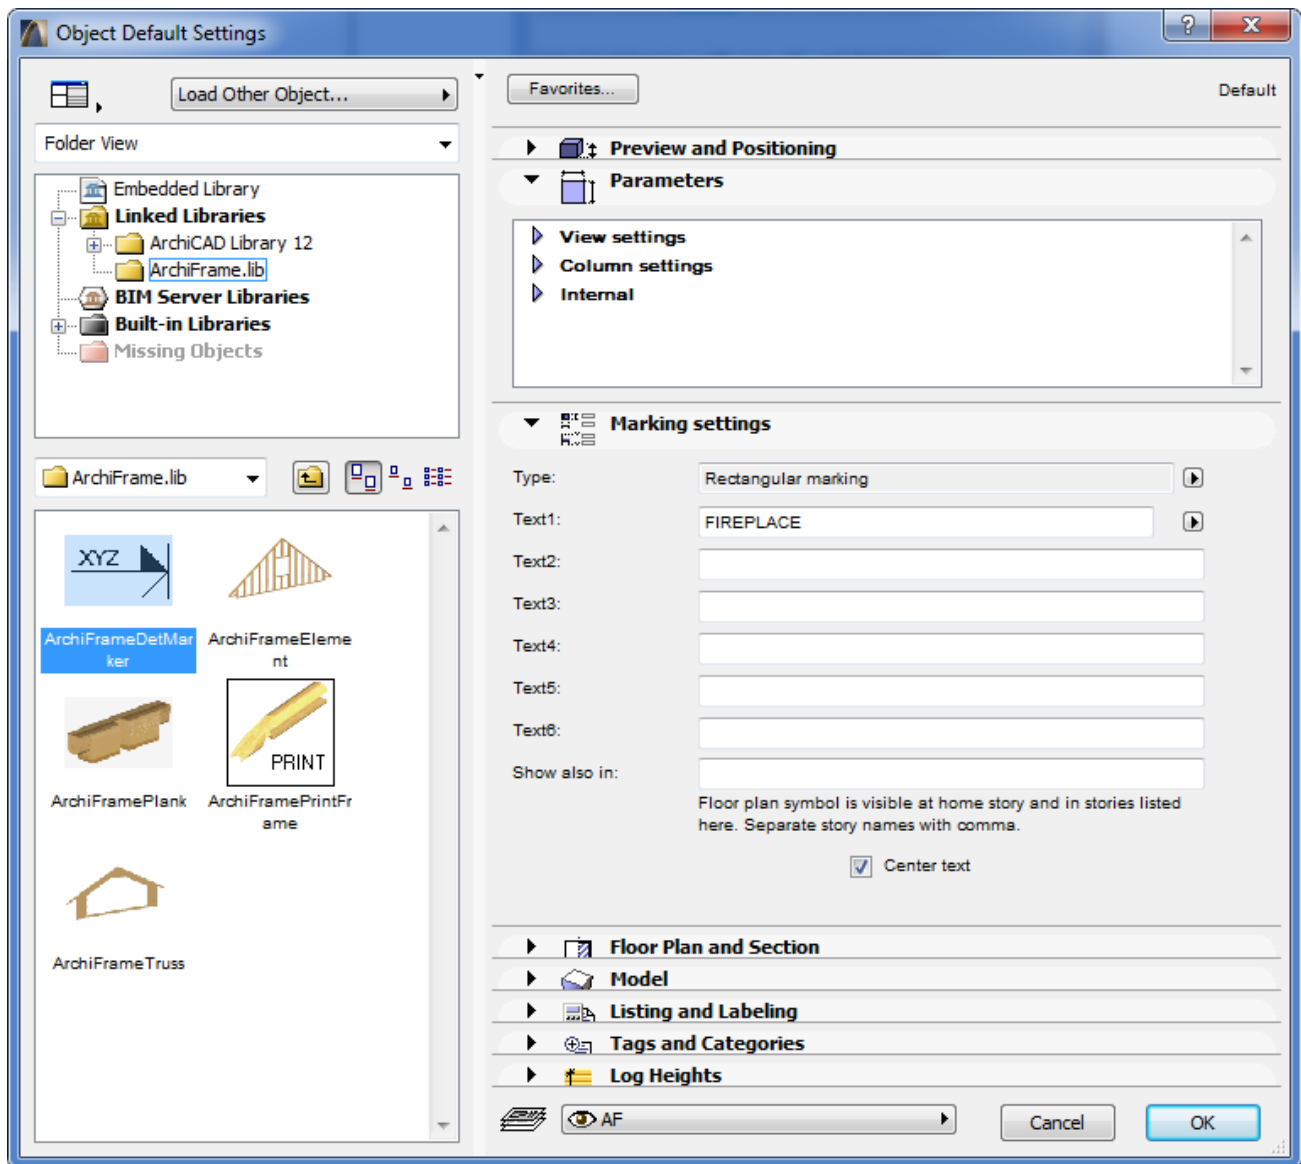 Object Default Settings
?
Load Other Object...
Favorites...
Default
Folder View
Embedded Library
Linked Libraries
ArchiCAD Library 12
ArchiFrame.lib
BIM Server Libraries
Built-in Libraries
Missing Objects
ArchiFrame.lib
XYZ
ArchiFrameDetMar
ker
ArchiFrameEleme
nt
PRINT
ArchiFramePlank
ArchiFramePrintFr
ame
ArchiFrameTruss
Preview and Positioning
Parameters
View settings
Column settings
Internal
Marking settings
Type:
Rectangular marking
Text1:
FIREPLACE
Text2:
Text3:
Text4:
Text5:
Text6:
Show also in:
Floor plan symbol is visible at home story and in stories listed
here. Separate story names with comma.
Center text
Floor Plan and Section
Model
Listing and Labeling
Tags and Categories
Log Heights
AF
Cancel
OK